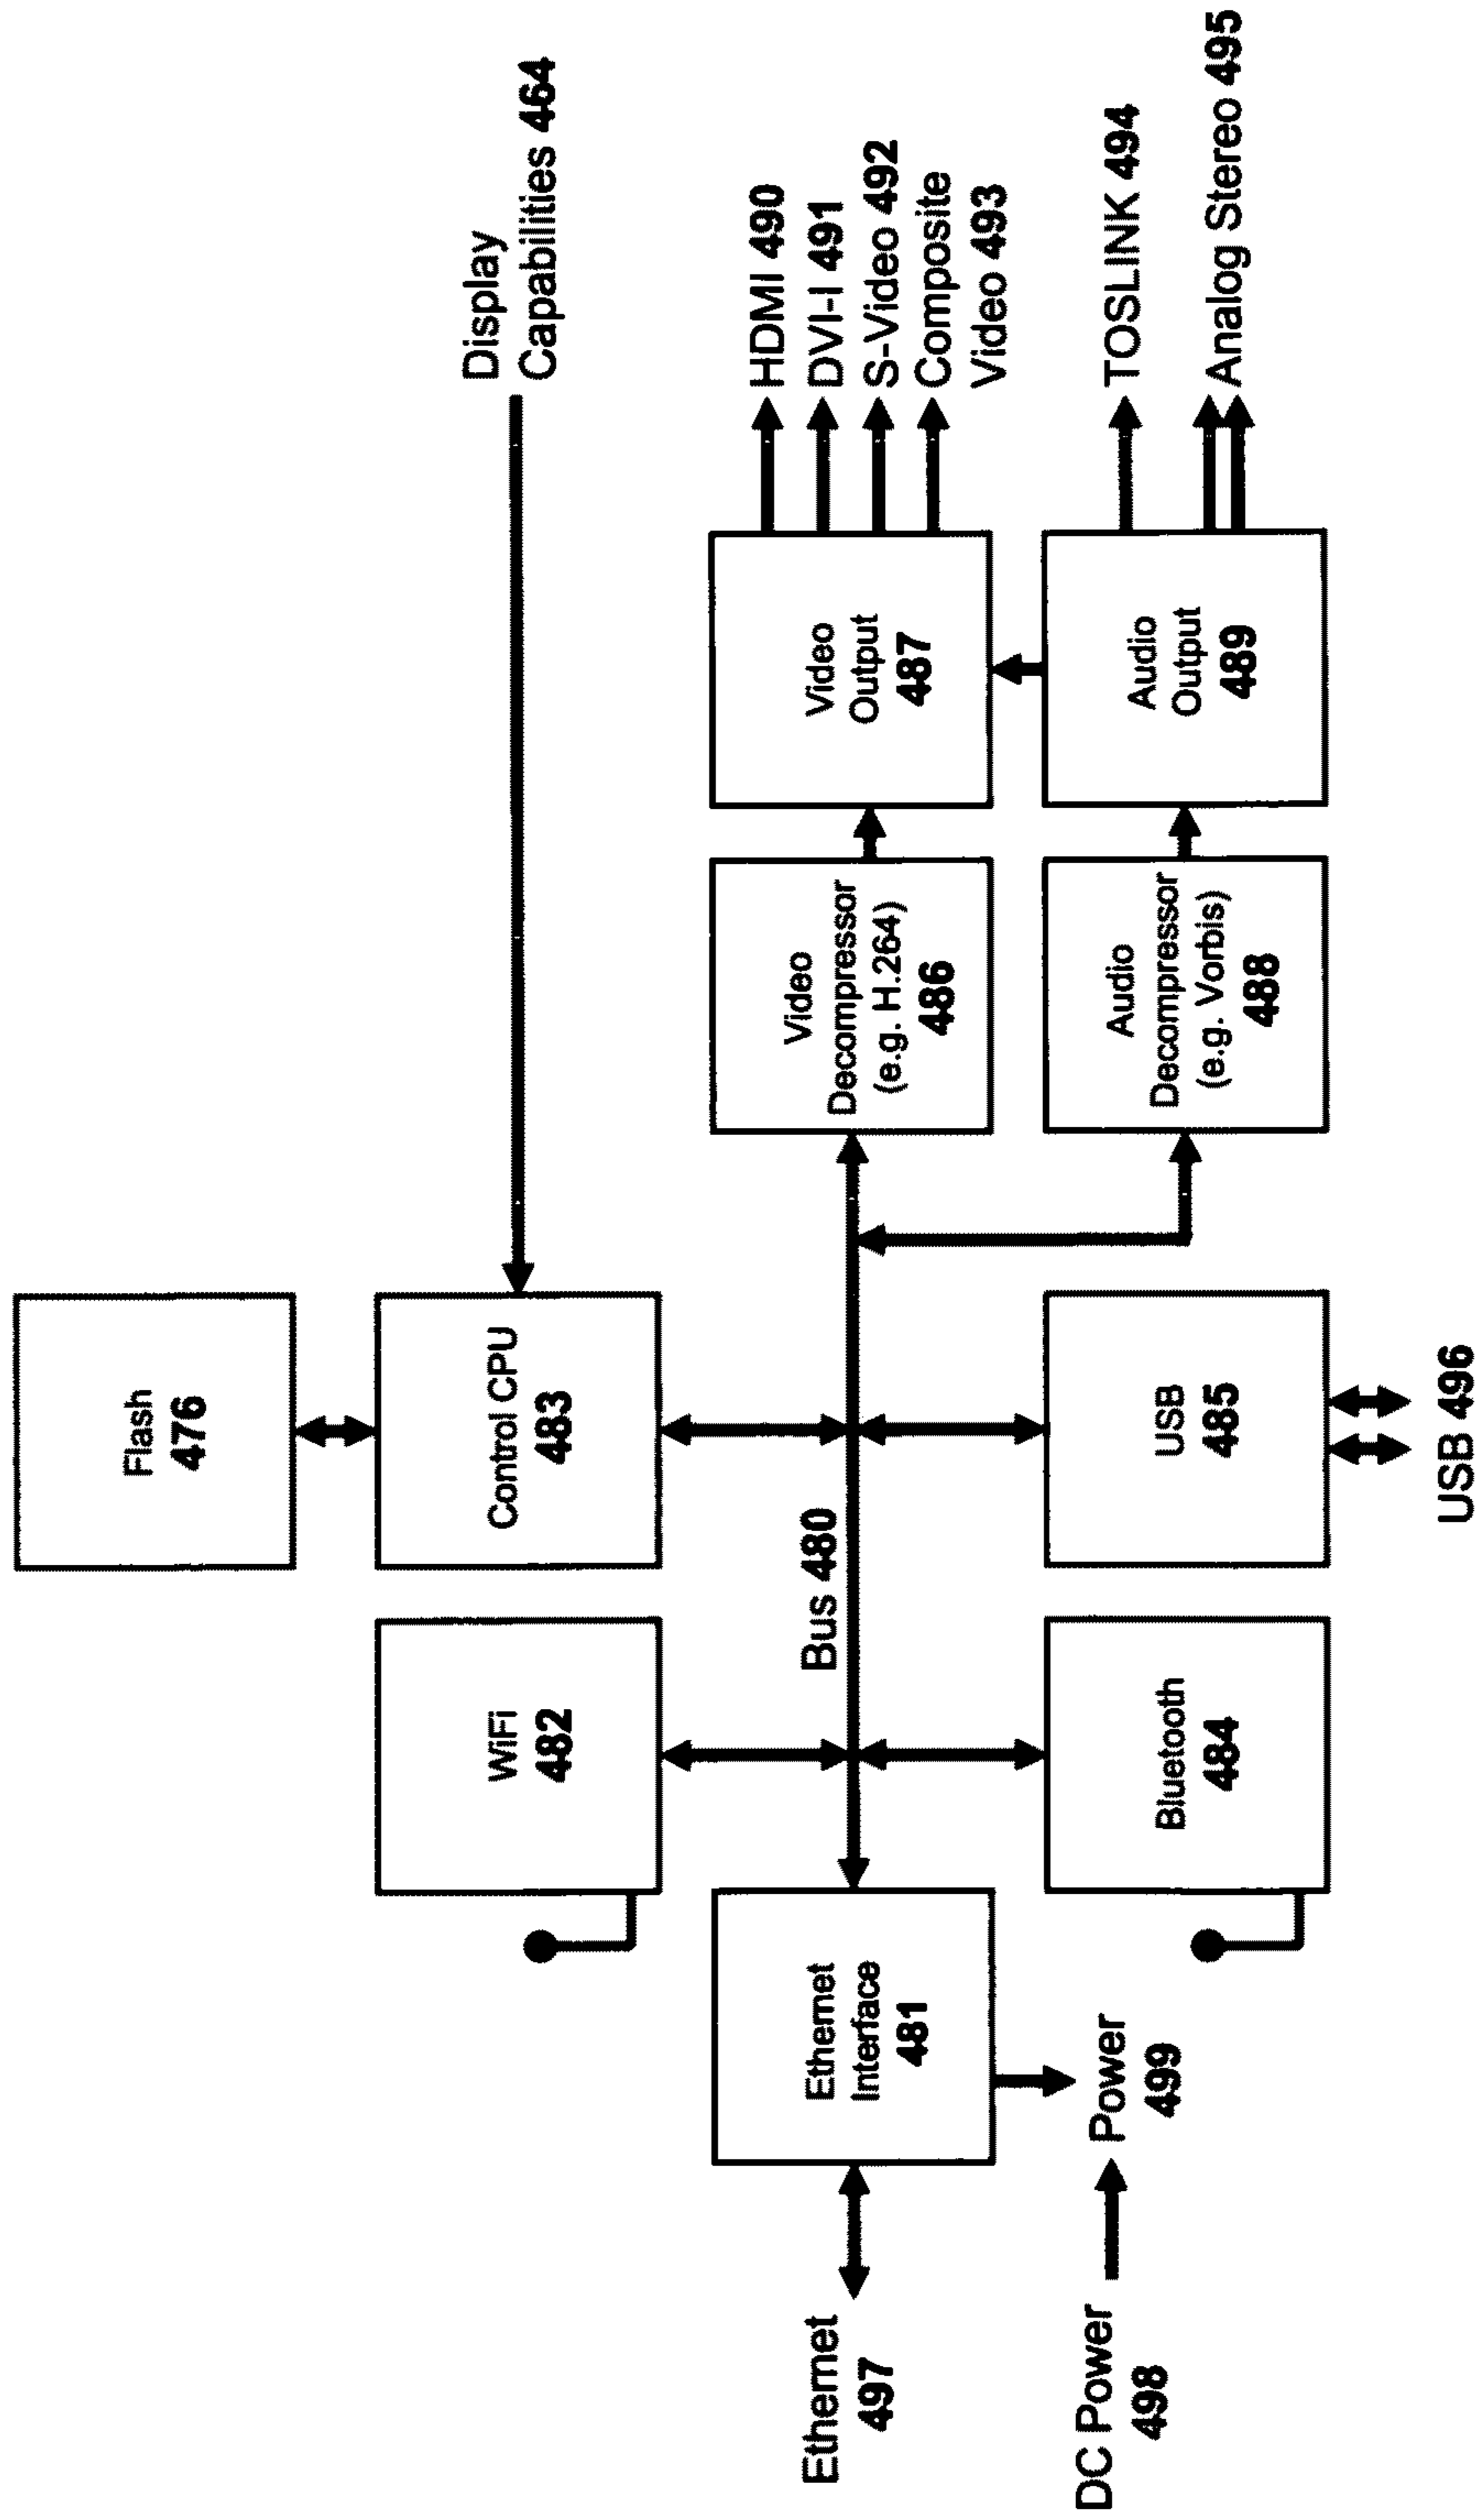 Flash
476
WiFi
482
Control CPU
483
Display
Capabilities 464
Ethernet
497
Ethernet
Interface
481
Bus 480
Video
Decompressor
(e.g. H.264)
486
Video
Output
487
HDMI 490
DVI-I 491
S-Video 492
Composite
Video 493
DC Power
498
Power
499
Bluetooth
484
USB
485
Audio
Decompressor
(e.g. Vorbis)
488
Audio
Output
489
TOSLINK 494
Analog Stereo 495
USB 496